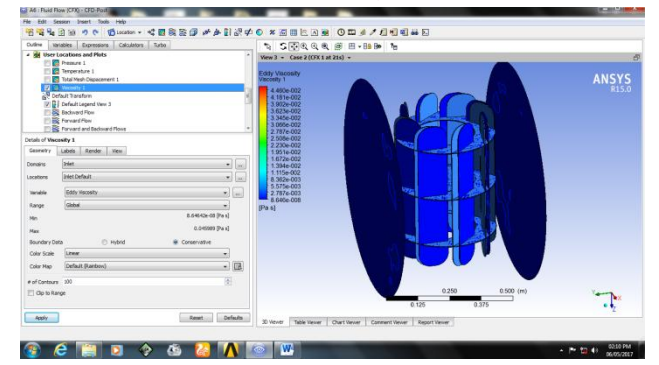 A8 : Fluid Flow (CFX) - CFD-Post
File Edit Session Insert Tools Help
Location
Outline Variables Expressions Calculators Turbo
User Locations and Plots
Pressure 1
Temperature 1
Total Mesh Displacement 1
Viscosity 1
Default Transform
Default Legend View 3
Backward Flow
Forward Flow
Forward and Backward Flows
Details of Viscosity 1
Geometry Labels Render View
Domains Inlet
Locations Inlet Default
Variable Eddy Viscosity
Range Global
Min 8.64642e-08 [Pa s]
Max [Pa s]
Boundary Data Hybrid Conservative
Color Scale Linear
Color Map Default (Rainbow)
# of Contours 100
Clip to Range
Apply Reset Defaults
View 3 Case 2 (CFX 1 at 21s)
Eddy Viscosity
Viscosity 1
4.460e-002
4.181e-002
3.902e-002
3.623e-002
3.345e-002
3.066e-002
2.787e-002
2.508e-002
2.230e-002
1.951e-002
1.672e-002
1.394e-002
1.115e-002
8.362e-003
5.575e-003
2.787e-003
8.646e-008
[Pa s]
ANSYS
R15.0
0.250 0.500 (m)
0.125 0.375
Y
X
Z
3D Viewer Table Viewer Chart Viewer Comment Viewer Report Viewer
02:10 PM
06/05/2017